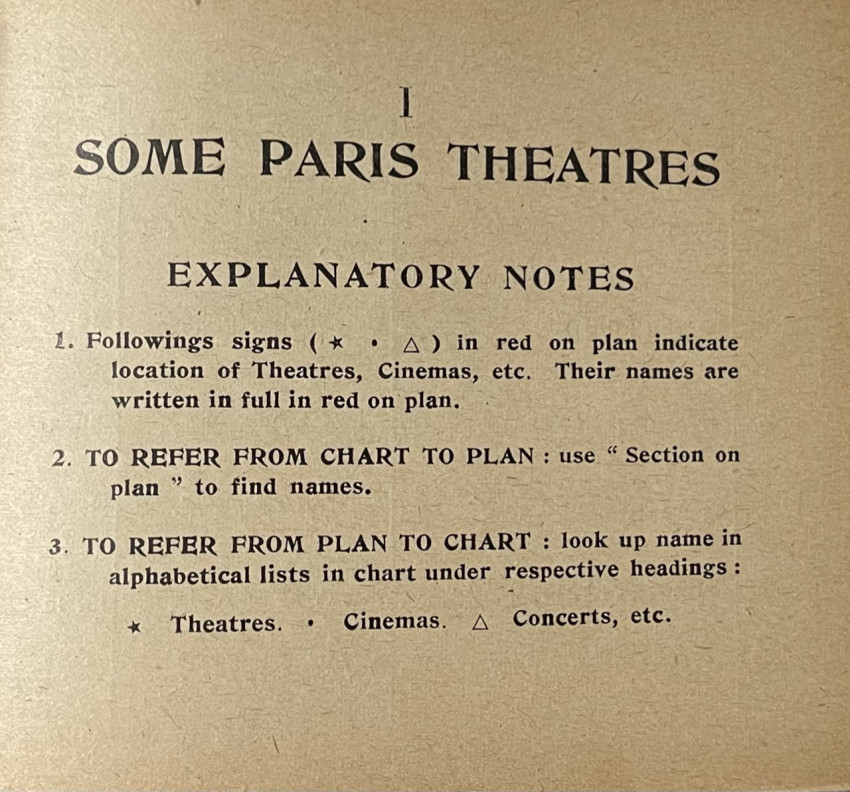 I
SOME PARIS THEATRES
EXPLANATORY NOTES
1. Followings signs ( ★ • △ ) in red on plan indicate
location of Theatres, Cinemas, etc. Their names are
written in full in red on plan.
2. TO REFER FROM CHART TO PLAN : use “ Section on
plan ” to find names.
3. TO REFER FROM PLAN TO CHART : look up name in
alphabetical lists in chart under respective headings :
★ Theatres. • Cinemas. △ Concerts, etc.